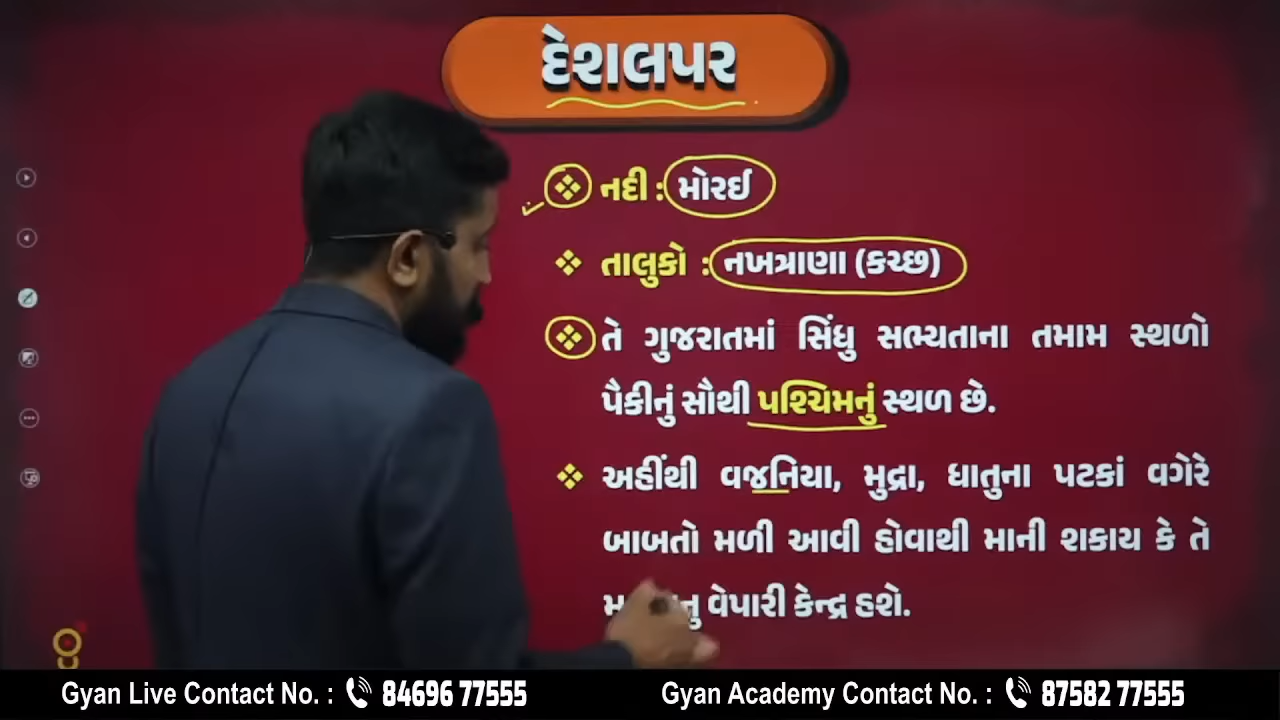 દેશલપર
નદી : મોરઈ
તાલુકો : નખત્રાણા (કચ્છ)
તે ગુજરાતમાં સિંધુ સભ્યતાના તમામ સ્થળો
પૈકીનું સૌથી પશ્ચિમનું સ્થળ છે.
અહીંથી વજનિયા, મુદ્રા, ધાતુના પટકાં વગેરે
બાબતો મળી આવી હોવાથી માની શકાય કે તે
વેપારી કેન્દ્ર હશે.
Gyan Live Contact No. : 84696 77555
Gyan Academy Contact No. : 87582 77555